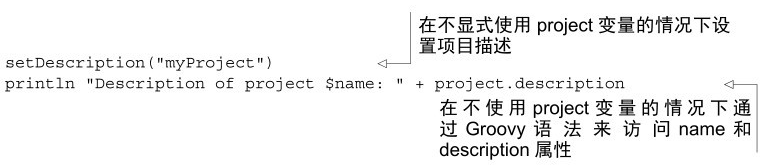 在不显式使用 project 变量的情况下设
置项目描述
setDescription("myProject")
println "Description of project $name: " + project.description
在不使用 project 变量的情况下通
过 Groovy 语法来访问 name 和
description 属性